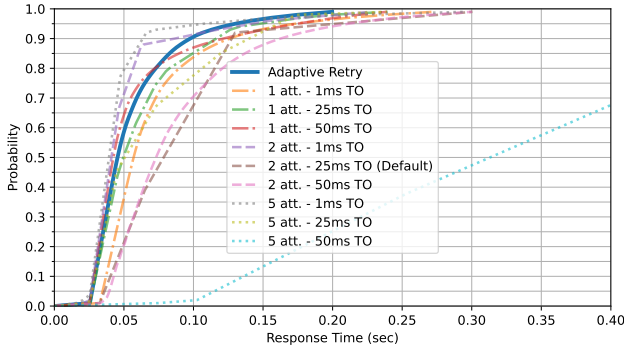 1.0
0.9
0.8
0.7
0.6
0.5
0.4
0.3
0.2
0.1
0.0
Probability
Adaptive Retry
1 att. - 1ms TO
1 att. - 25ms TO
1 att. - 50ms TO
2 att. - 1ms TO
2 att. - 25ms TO (Default)
2 att. - 50ms TO
5 att. - 1ms TO
5 att. - 25ms TO
5 att. - 50ms TO
0.00 0.05 0.10 0.15 0.20 0.25 0.30 0.35 0.40
Response Time (sec)